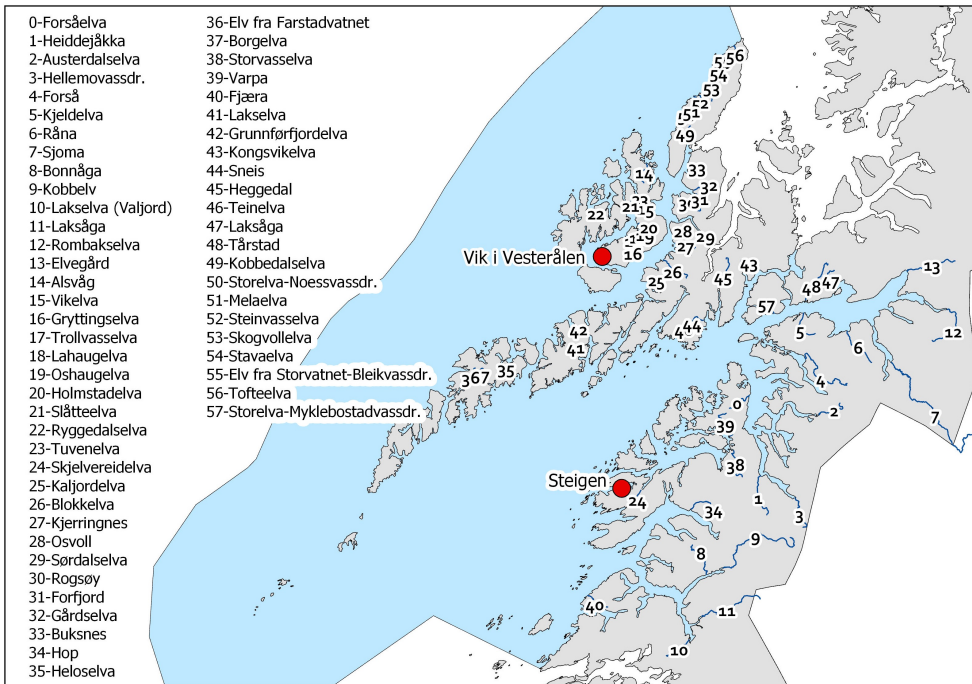 0-Forsåelva
1-Heiddejåkka
2-Austerdalselva
3-Hellemovassdr.
4-Forså
5-Kjeldelva
6-Råna
7-Sjoma
8-Bonnåga
9-Kobbelv
10-Lakselva (Valjord)
11-Laksåga
12-Rombakselva
13-Elvegård
14-Alsvåg
15-Vikelva
16-Gryttingselva
17-Trollvasselva
18-Lahaugelva
19-Oshaugelva
20-Holmstadelva
21-Slåtteelva
22-Ryggedalselva
23-Tuvenelva
24-Skjelvereidelva
25-Kaljordelva
26-Blokkelva
27-Kjerringnes
28-Osvoll
29-Sørdalselva
30-Rogsøy
31-Forfjord
32-Gårdselva
33-Buksnes
34-Hop
35-Heloselva
36-Elv fra Farstadvatnet
37-Borgelva
38-Storvasselva
39-Varpa
40-Fjæra
41-Lakselva
42-Grunnførfjordelva
43-Kongsvikelva
44-Sneis
45-Heggedal
46-Teinelva
47-Laksåga
48-Tårstad
49-Kobbedalselva
50-Storelva-Noessvassdr.
51-Melaelva
52-Steinvasselva
53-Skogvollelva
54-Stavaelva
55-Elv fra Storvatnet-Bleikvassdr.
56-Tofteelva
57-Storelva-Myklebostadvassdr.
56
54
53
52
51
49
33
14
32
31
22
21
15
20
28
29
27
16
Vik i Vesterålen
26
25
43
45
48
47
13
57
42
41
44
5
6
12
35
4
2
7
0
39
38
Steigen
24
34
1
3
9
8
40
11
10